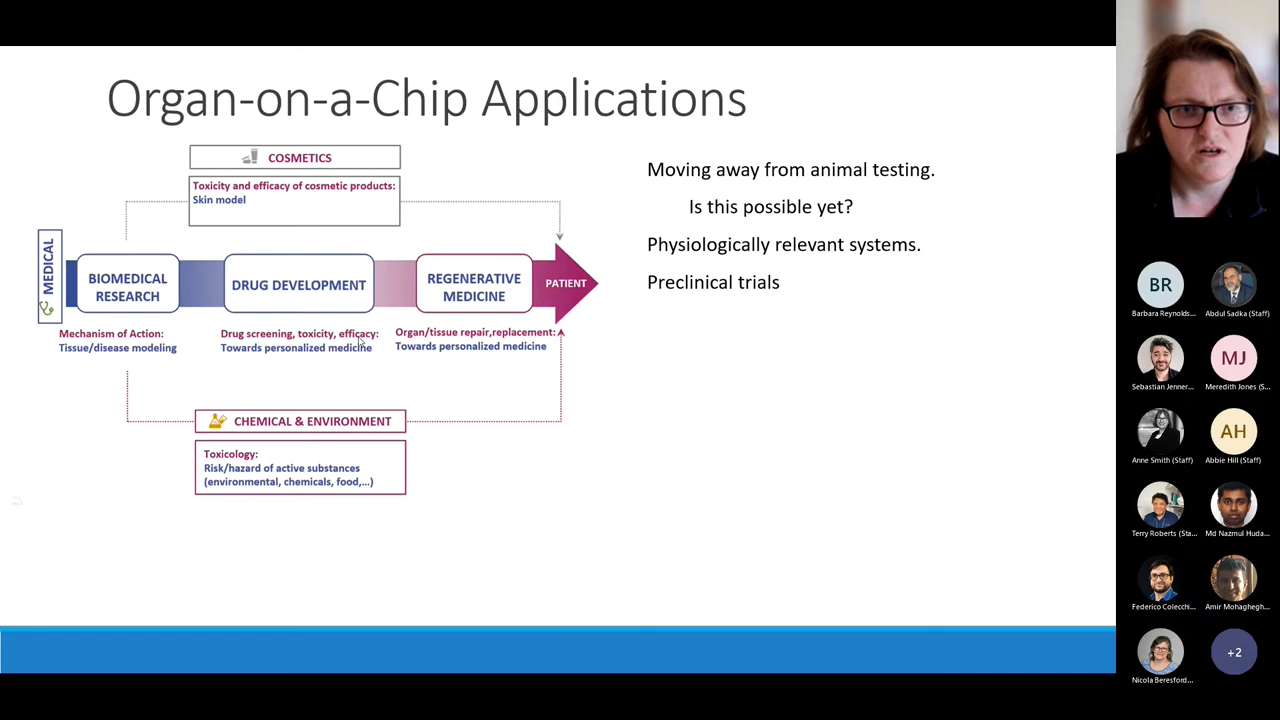 Organ-on-a-Chip Applications
COSMETICS
Toxicity and efficacy of cosmetic products:
Skin model
MEDICAL
BIOMEDICAL
RESEARCH
DRUG DEVELOPMENT
REGENERATIVE
MEDICINE
PATIENT
Mechanism of Action:
Tissue/disease modeling
Drug screening, toxicity, efficacy:
Towards personalized medicine
Organ/tissue repair,replacement:
Towards personalized medicine
CHEMICAL & ENVIRONMENT
Toxicology:
Risk/hazard of active substances
(environmental, chemicals, food,...)
Moving away from animal testing.
Is this possible yet?
Physiologically relevant systems.
Preclinical trials
BR
Barbara Reynolds...
Abdul Sadka (Staff)
Sebastian Jenner...
MJ
Meredith Jones (S...
Anne Smith (Staff)
AH
Abbie Hill (Staff)
Terry Roberts (Sta...
Md Nazmul Huda...
Federico Colecchi...
Amir Mohaghegh...
Nicola Beresford...
+2